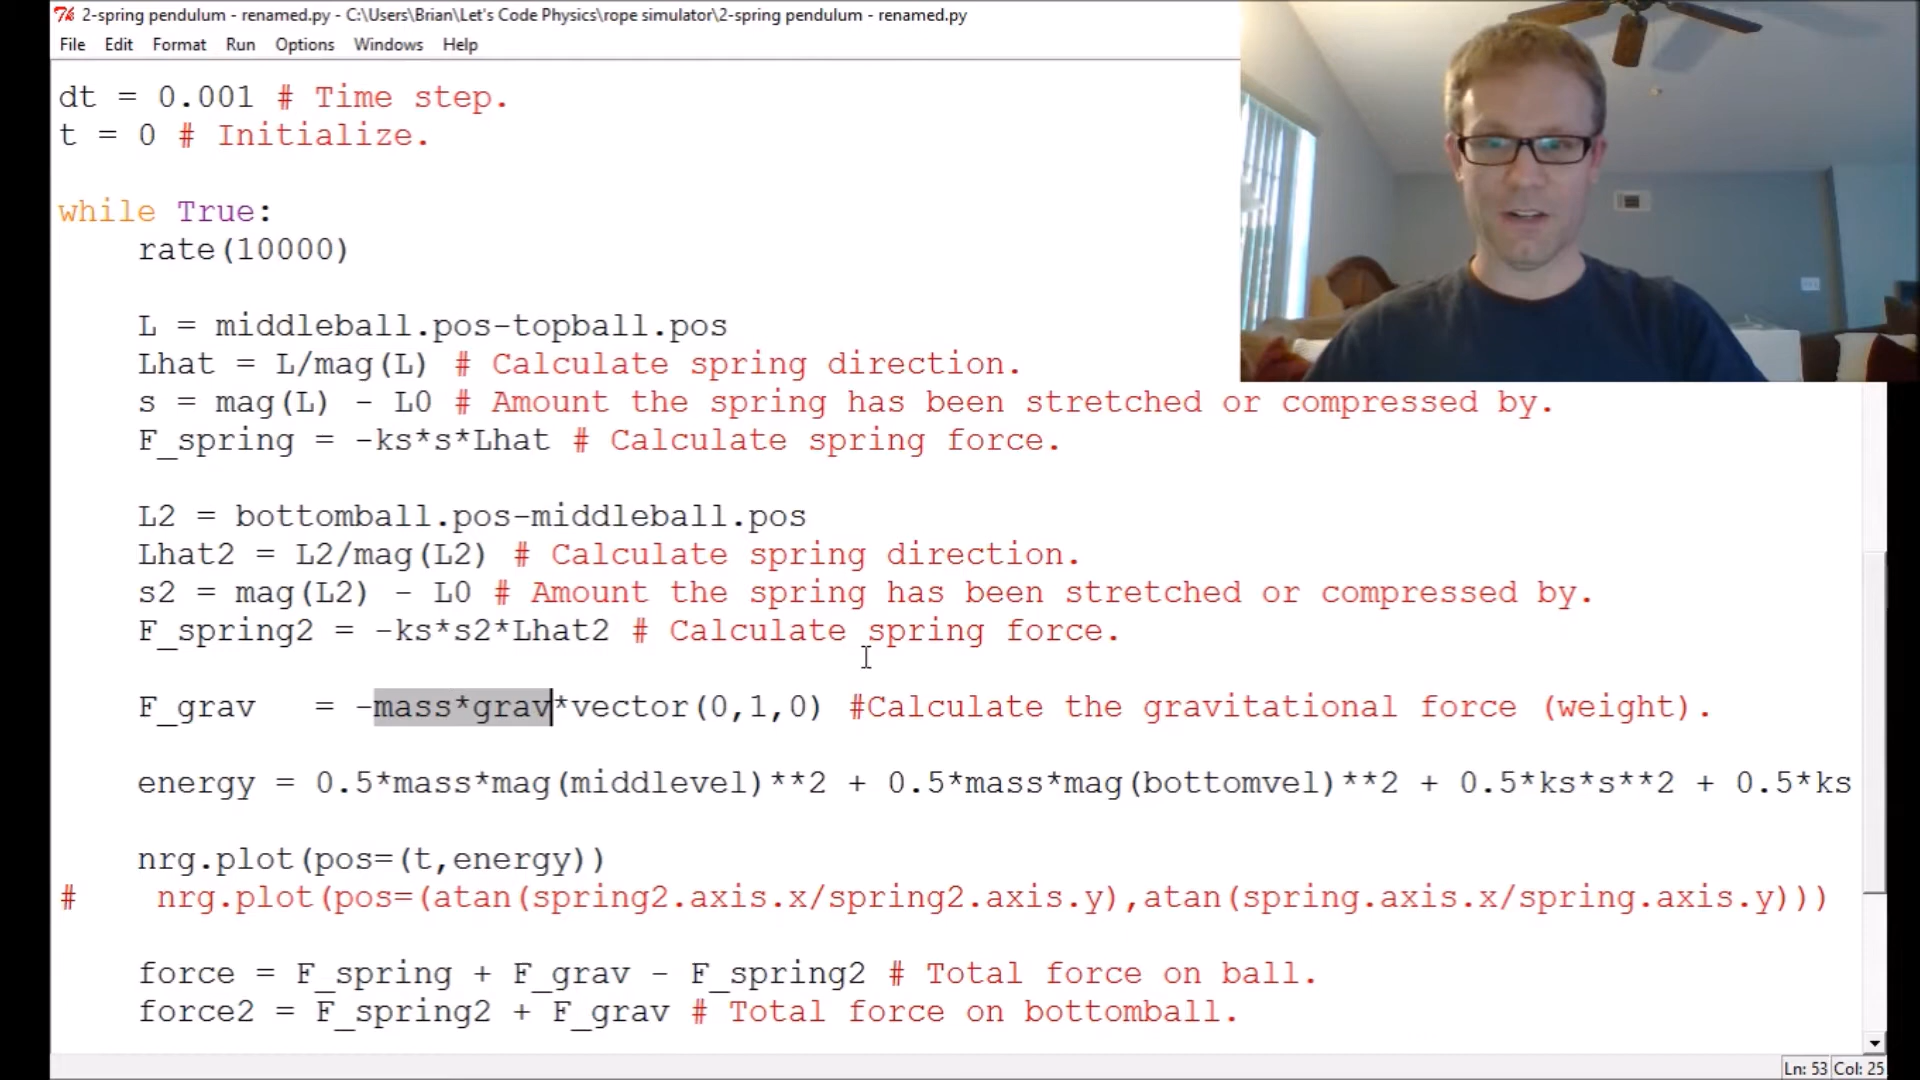 2-spring pendulum - renamed.py - C:\Users\Brian\Let's Code Physics\rope simulator\2-spring pendulum - renamed.py
File Edit Format Run Options Windows Help
dt = 0.001 # Time step.
t = 0 # Initialize.
while True:
rate(10000)
L = middleball.pos-topball.pos
Lhat = L/mag(L) # Calculate spring direction.
s = mag(L) - L0 # Amount the spring has been stretched or compressed by.
F_spring = -ks*s*Lhat # Calculate spring force.
L2 = bottomball.pos-middleball.pos
Lhat2 = L2/mag(L2) # Calculate spring direction.
s2 = mag(L2) - L0 # Amount the spring has been stretched or compressed by.
F_spring2 = -ks*s2*Lhat2 # Calculate spring force.
F_grav   = -mass*grav*vector(0,1,0) #Calculate the gravitational force (weight).
energy = 0.5*mass*mag(middlevel)**2 + 0.5*mass*mag(bottomvel)**2 + 0.5*ks*s**2 + 0.5*ks
nrg.plot(pos=(t,energy))
#    nrg.plot(pos=(atan(spring2.axis.x/spring2.axis.y),atan(spring.axis.x/spring.axis.y)))
force = F_spring + F_grav - F_spring2 # Total force on ball.
force2 = F_spring2 + F_grav # Total force on bottomball.
Ln: 53 Col: 25